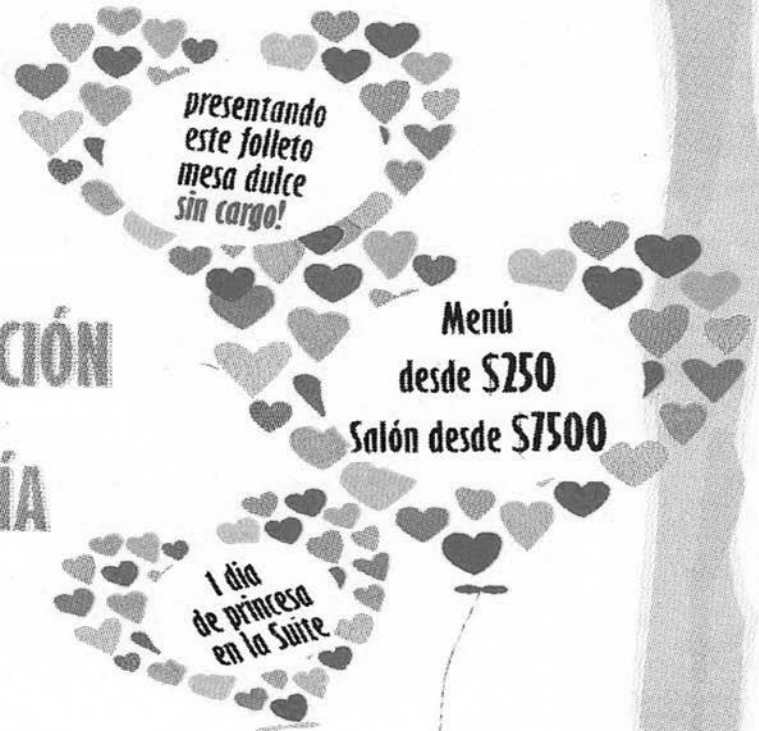 presentando
este folleto
mesa dulce
sin cargo!
CIÓN
Menú
desde $250
Salón desde $7500
ÍA
1 dia
de princesa
en la Suite